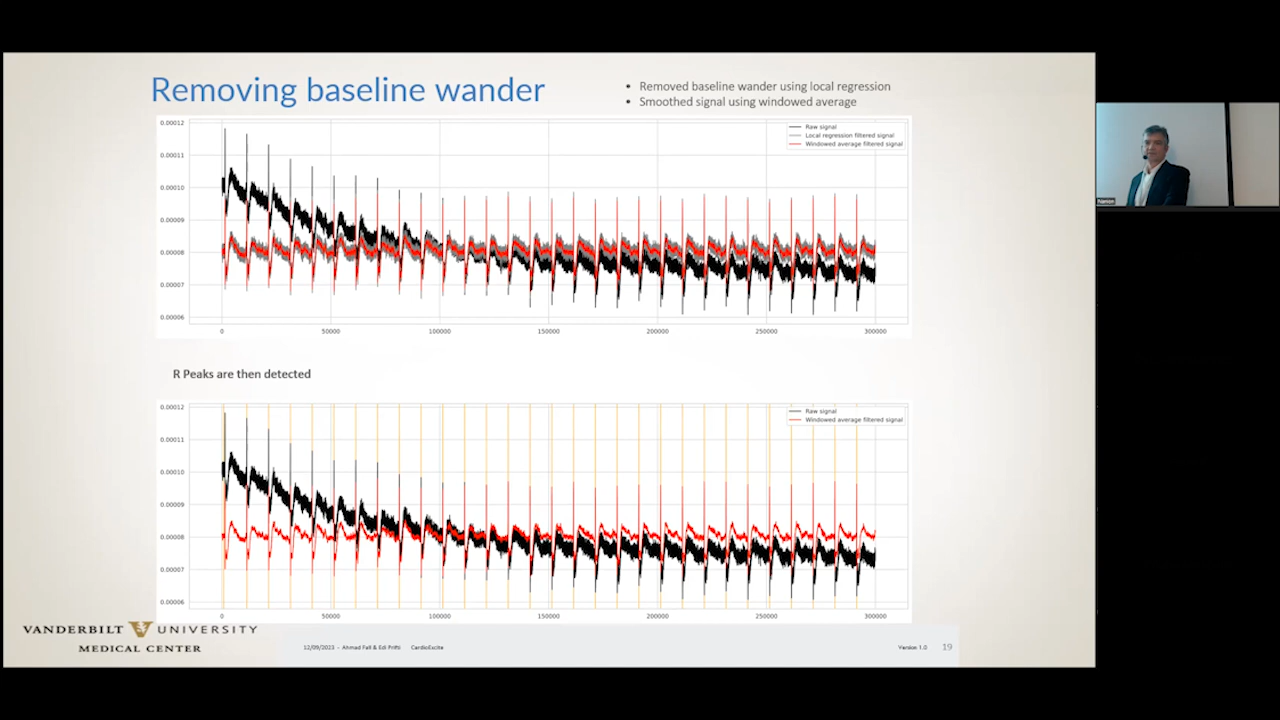 Removing baseline wander
• Removed baseline wander using local regression
• Smoothed signal using windowed average
0.00012
0.00011
0.00010
0.00009
0.00008
0.00007
0.00006
0 50000 100000 150000 200000 250000 300000
Raw signal
Local regression filtered signal
Windowed average filtered signal
R Peaks are then detected
0.00012
0.00011
0.00010
0.00009
0.00008
0.00007
0.00006
0 50000 100000 150000 200000 250000 300000
Raw signal
Windowed average filtered signal
VANDERBILT V UNIVERSITY
MEDICAL CENTER
12/09/2023 - Ahmad Fall & Edi Prifti CardioExcite
Version 1.0 19